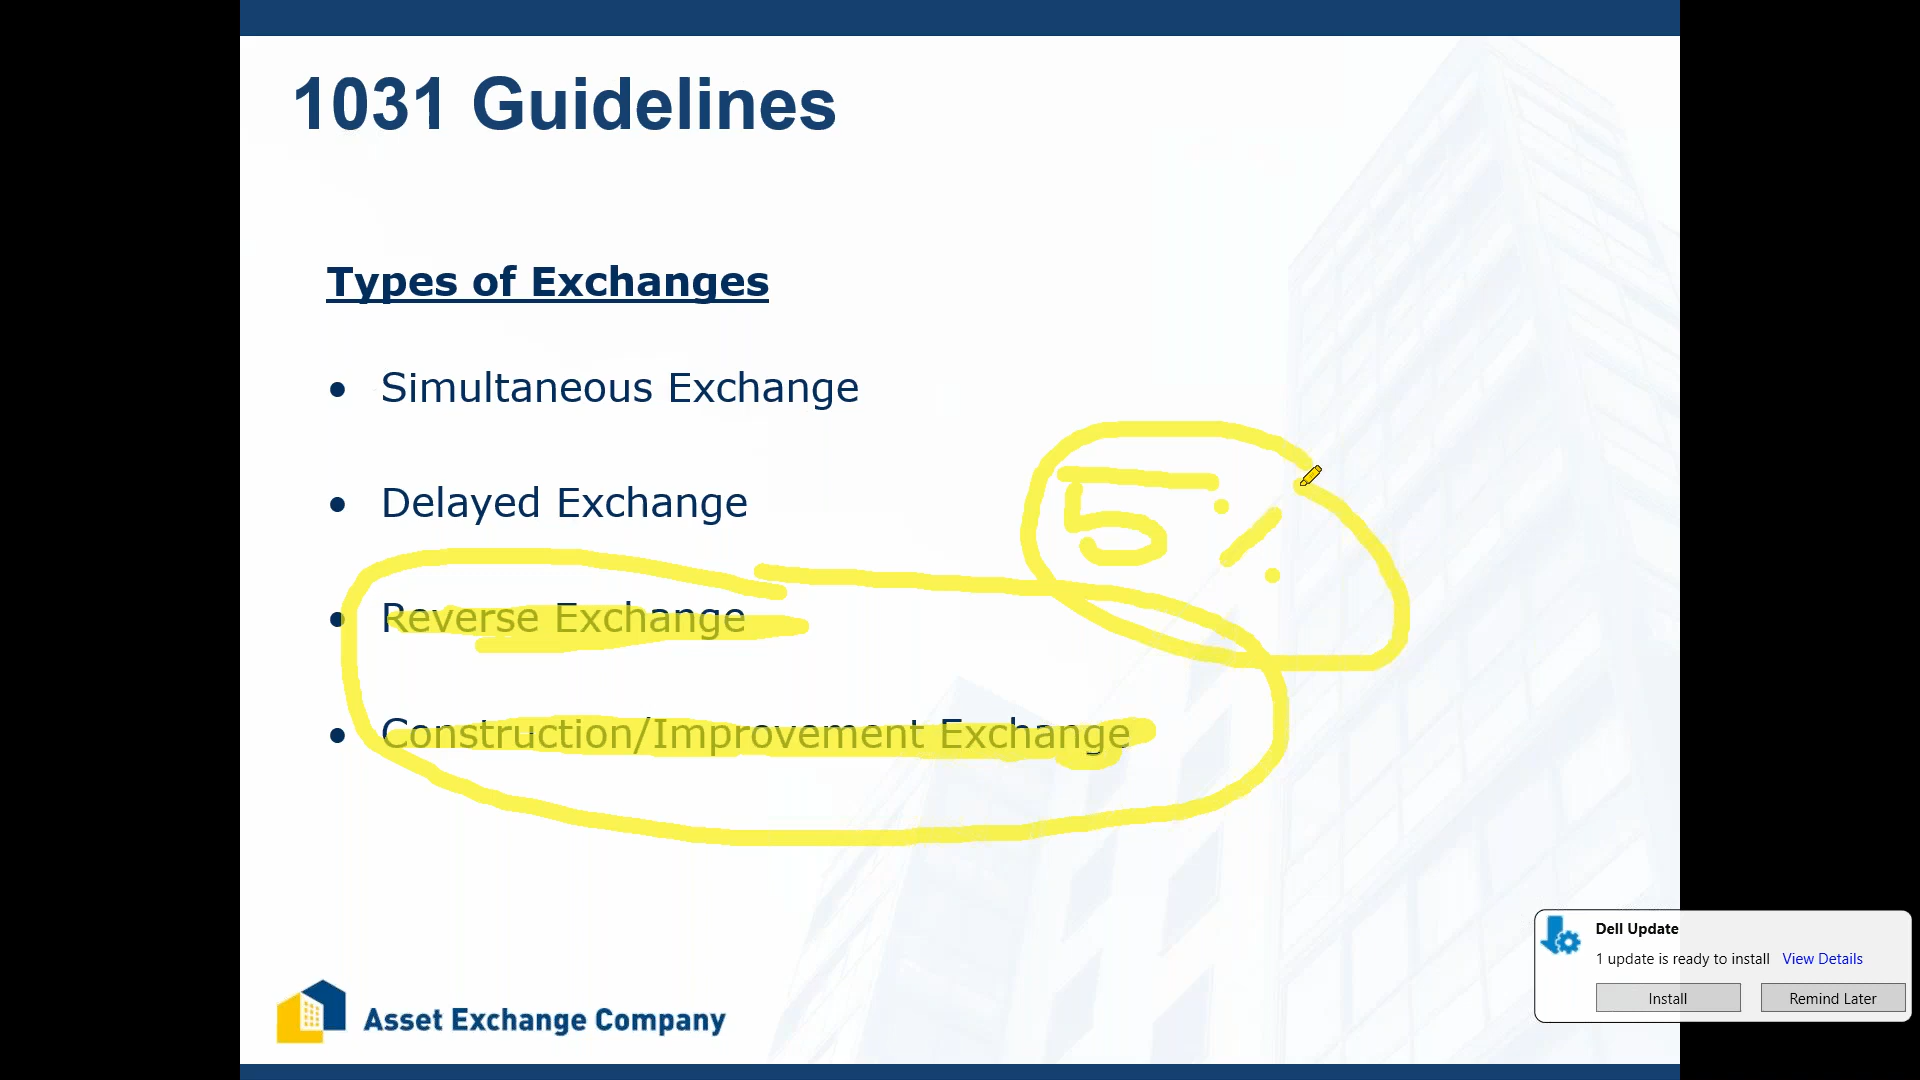 1031 Guidelines
Types of Exchanges
• Simultaneous Exchange
• Delayed Exchange
5%
• Reverse Exchange
• Construction/Improvement Exchange
Asset Exchange Company
Dell Update
1 update is ready to install View Details
Install Remind Later